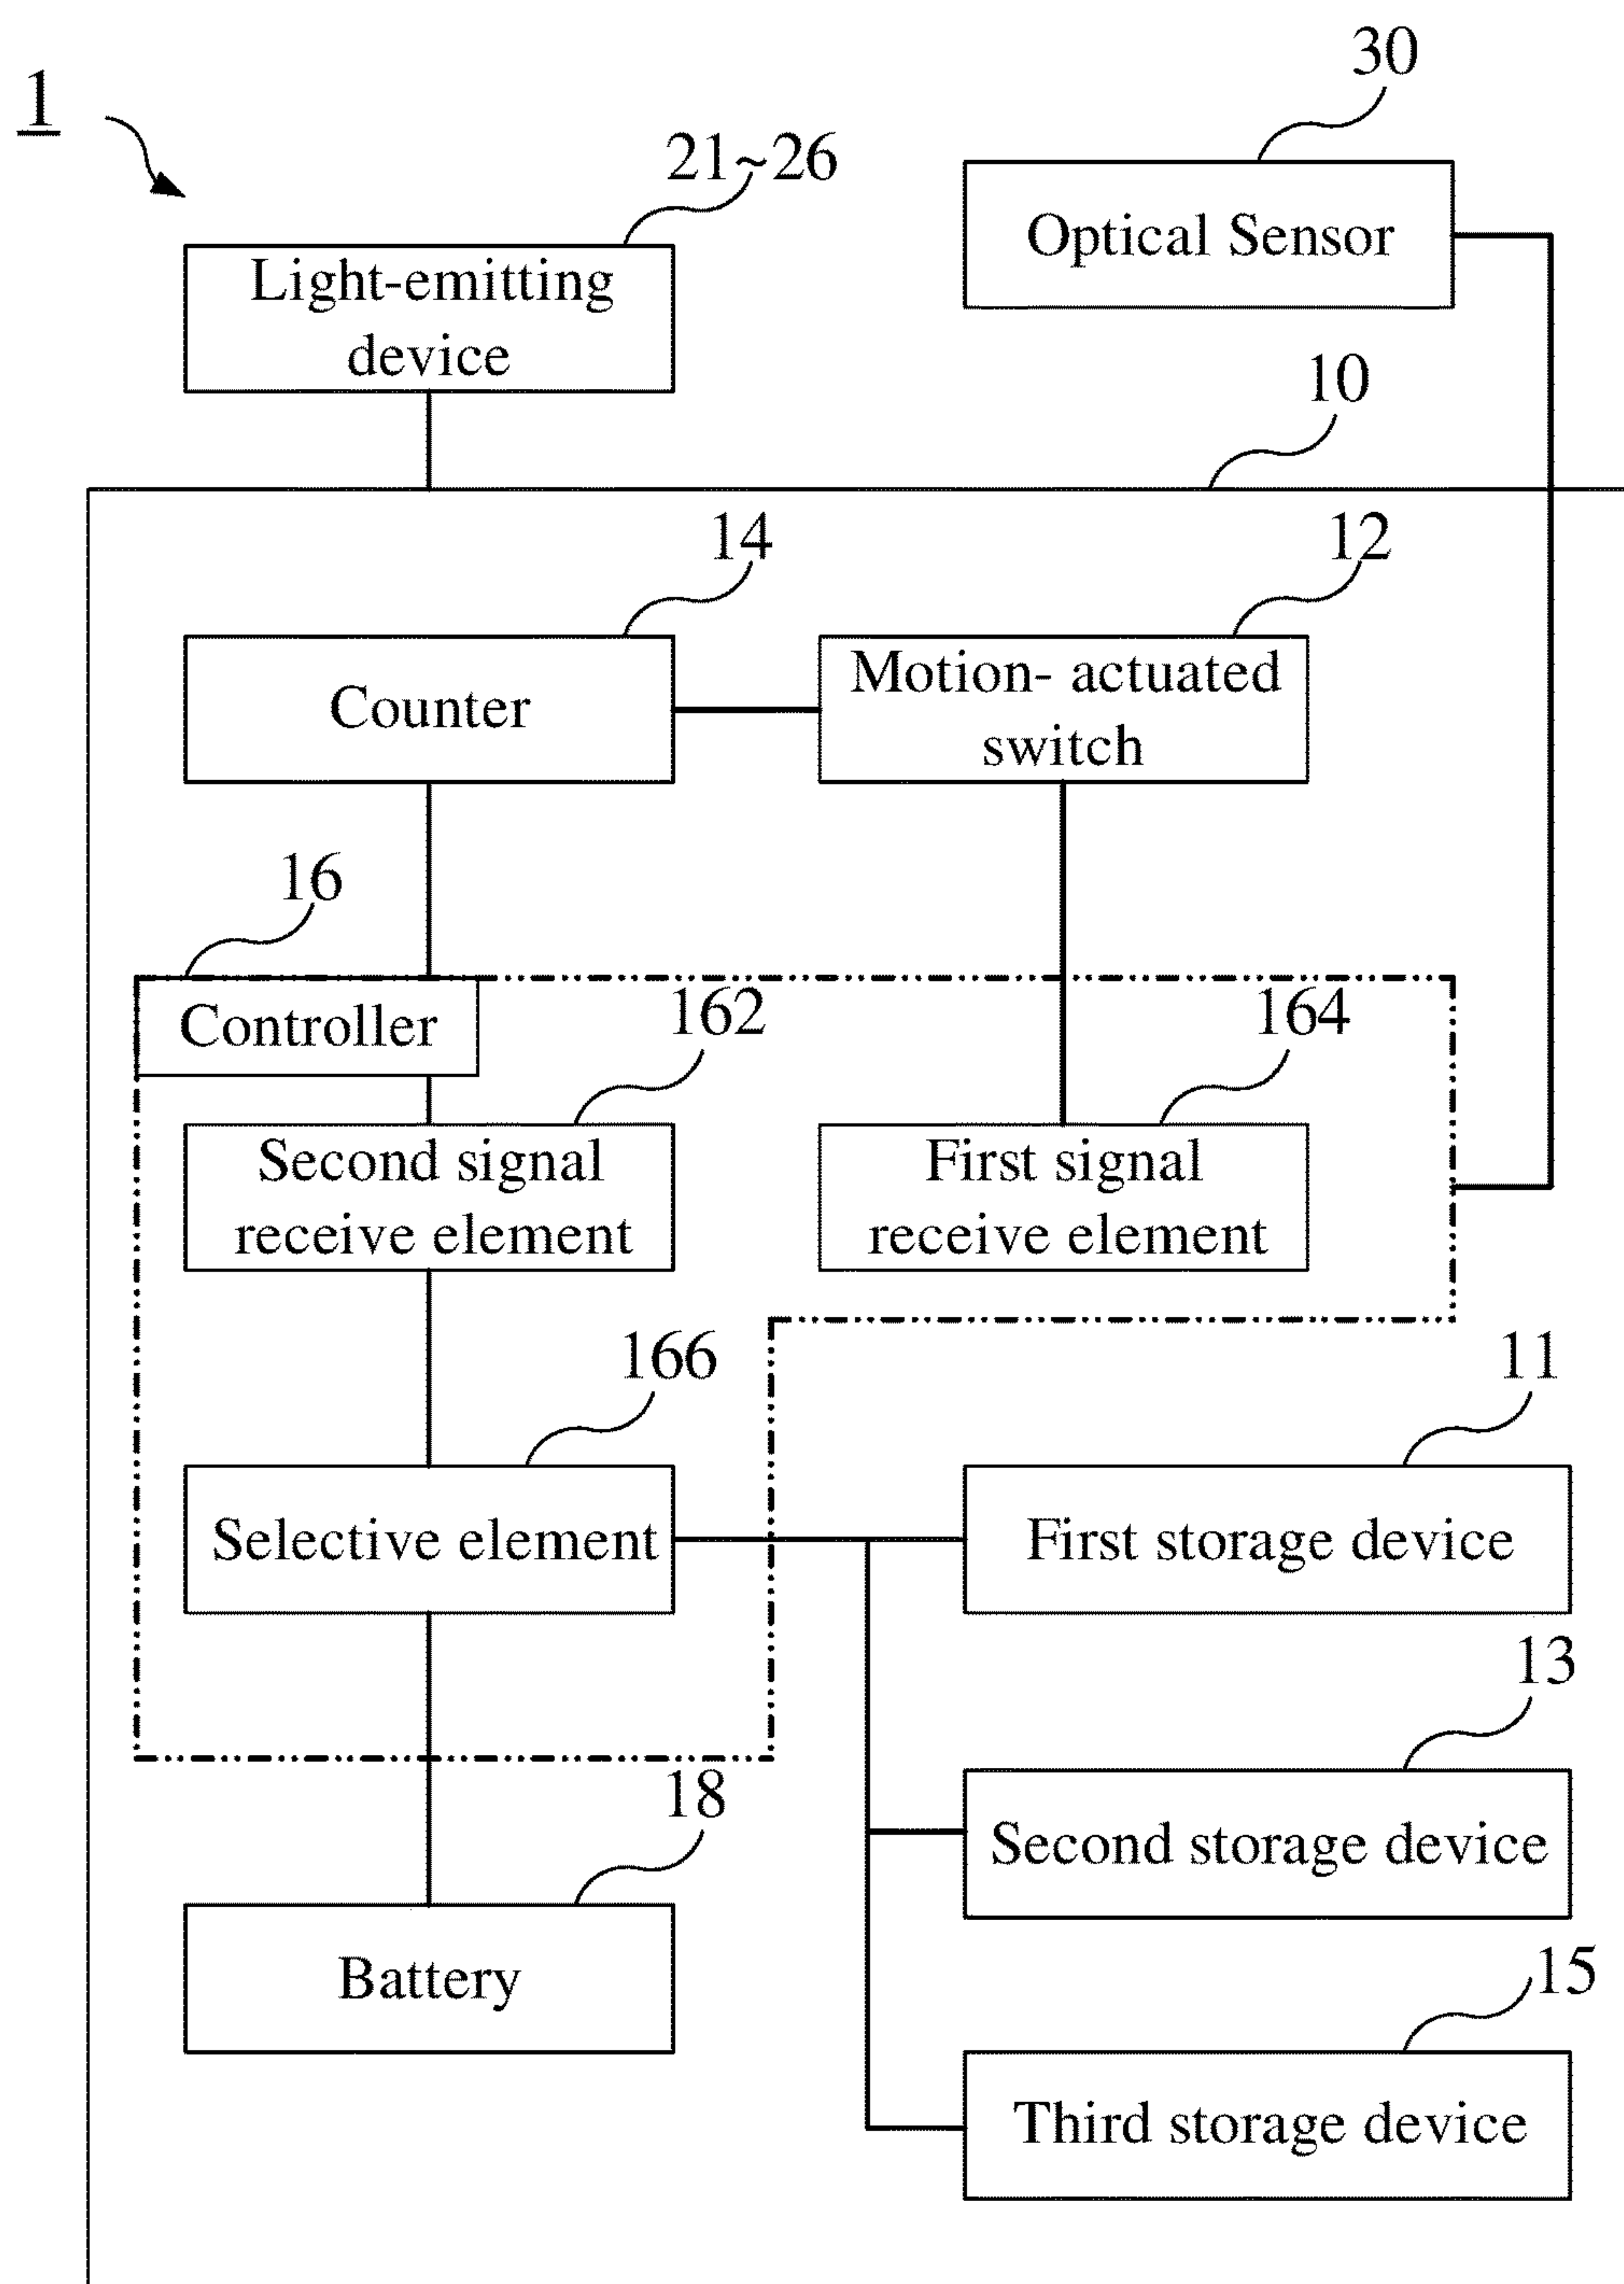 30
1
21~26
Optical Sensor
Light-emitting
device
10
14
12
Counter
Motion- actuated
switch
16
Controller
162
164
Second signal
receive element
First signal
receive element
166
11
Selective element
First storage device
13
18
Second storage device
Battery
15
Third storage device